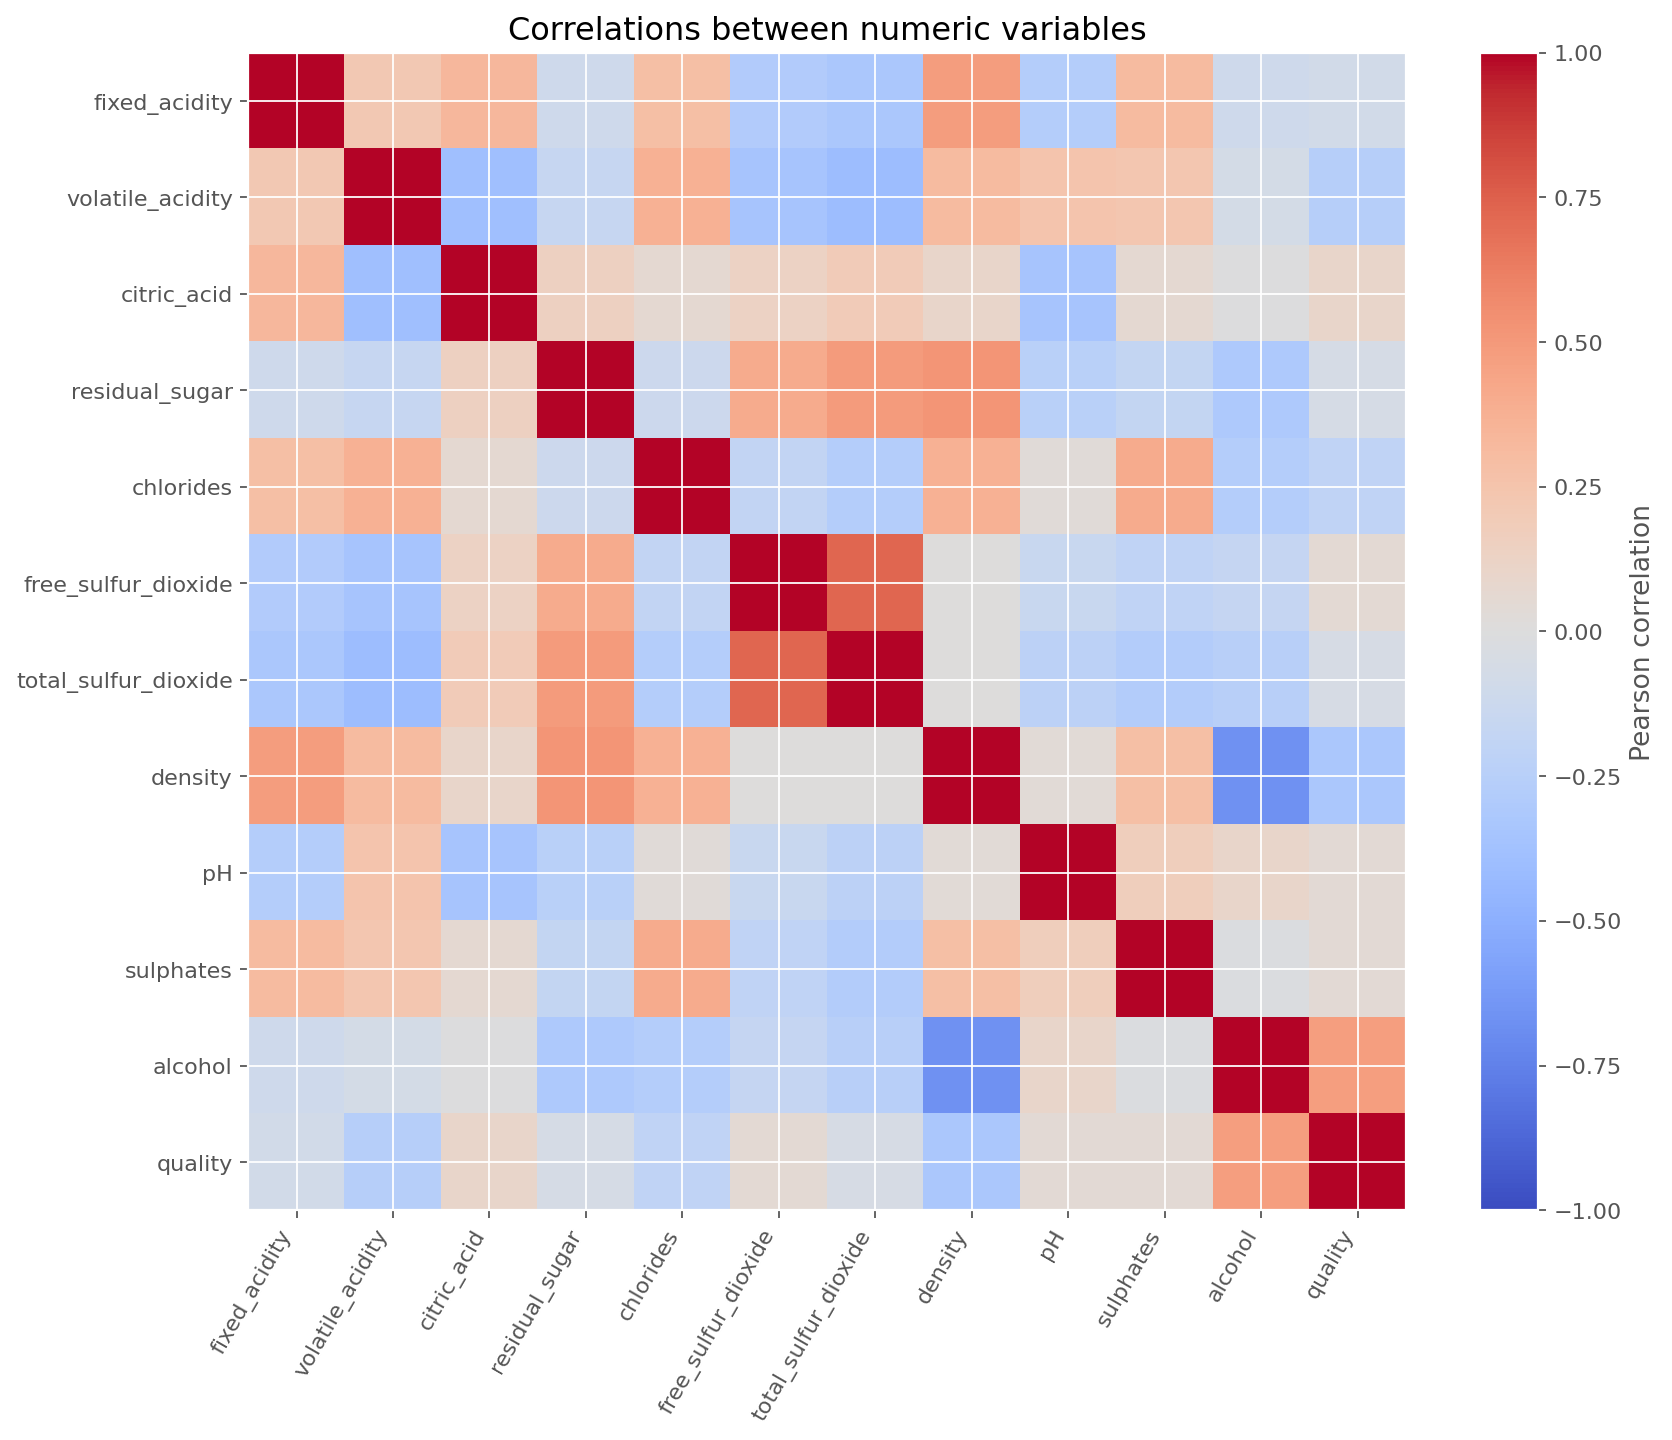 Correlations between numeric variables
fixed_acidity
volatile_acidity
citric_acid
residual_sugar
chlorides
free_sulfur_dioxide
total_sulfur_dioxide
density
pH
sulphates
alcohol
quality
fixed_acidity
volatile_acidity
citric_acid
residual_sugar
chlorides
free_sulfur_dioxide
total_sulfur_dioxide
density
pH
sulphates
alcohol
quality
1.00
0.75
0.50
0.25
0.00
−0.25
−0.50
−0.75
−1.00
Pearson correlation